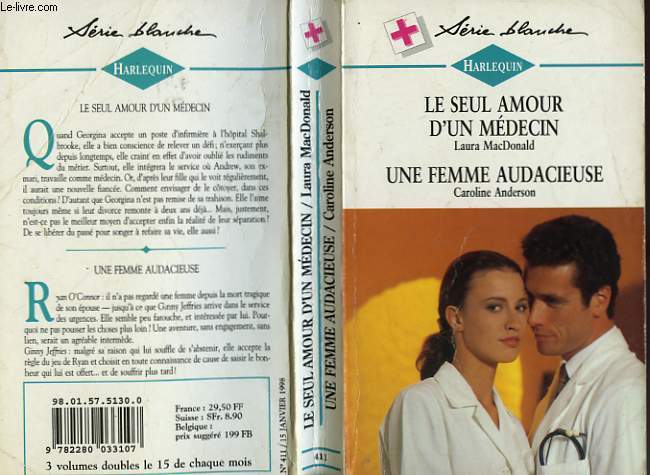 Le-livre.com
Série blanche
HARLEQUIN
LE SEUL AMOUR D'UN MÉDECIN
Quand Georgina accepte un poste d'infirmière à l'hôpital Shal-
brooke, elle a bien conscience de relever un défi ; n'exerçant plus
depuis longtemps, elle craint en effet d'avoir oublié les rudiments
du métier. Surtout, elle intégrera le service où Andrew, son ex-
mari, travaille comme médecin. Or, d'après leur fille qui le voit régulièrement,
il aurait une nouvelle fiancée. Comment envisager de le côtoyer, dans ces
conditions ? D'autant que Georgina n'est pas remise de sa trahison. Elle l'aime
toujours même si leur divorce remonte à deux ans déjà... Mais, justement,
n'est-ce pas le meilleur moyen d'accepter enfin la réalité de leur séparation ?
De se libérer du passé pour songer à refaire sa vie, elle aussi !
UNE FEMME AUDACIEUSE
Ryan O'Connor : il n'a pas regardé une femme depuis la mort tragique
de son épouse — jusqu'à ce que Ginny Jeffries arrive dans le service
des urgences. Elle semble peu farouche, et intéressée par lui. Pour-
quoi ne pas pousser les choses plus loin ? Une aventure, sans engagement, sans
lien, serait un agréable intermède.
Ginny Jeffries : malgré sa raison qui lui souffle de s'abstenir, elle accepte la
règle du jeu de Ryan et choisit en toute connaissance de cause de saisir le bon-
heur qui lui est offert... et de souffrir plus tard !
98.01.57.5130.0
9 782280 033107
France : 29,50 FF
Suisse : SFr. 8.90
Belgique :
prix suggéré 199 FB
3 volumes doubles le 15 de chaque mois
LE SEUL AMOUR D'UN MÉDECIN / Laura MacDonald
UNE FEMME AUDACIEUSE / Caroline Anderson
N° 411 / 15 JANVIER 1998
411
Série blanche
HARLEQUIN
LE SEUL AMOUR
D'UN MÉDECIN
Laura MacDonald
UNE FEMME AUDACIEUSE
Caroline Anderson